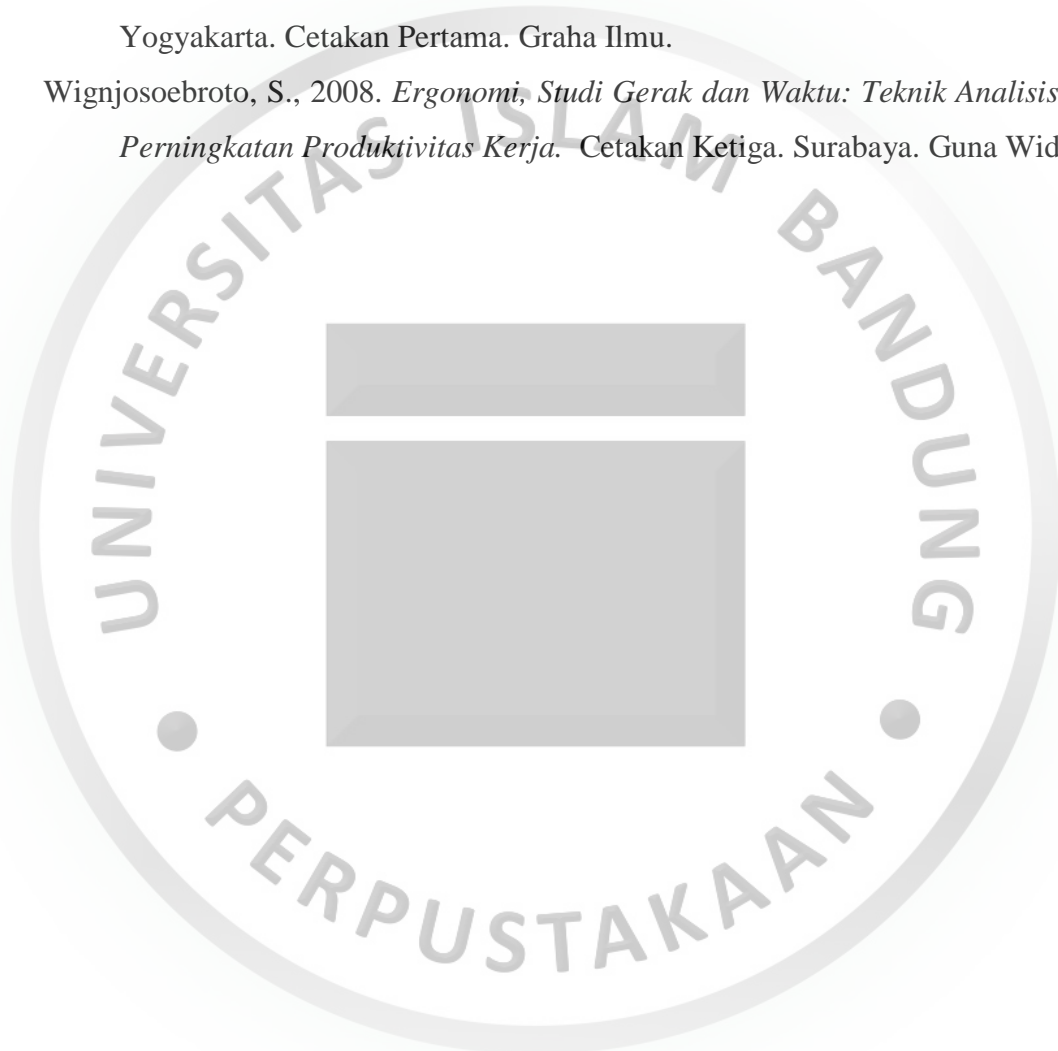 Yogyakarta. Cetakan Pertama. Graha Ilmu.
Wignjosoebroto, S., 2008. Ergonomi, Studi Gerak dan Waktu: Teknik Analisis
Perningkatan Produktivitas Kerja. Cetakan Ketiga. Surabaya. Guna Wid
UNIVERSITAS ISLAM BANDUNG
PERPUSTAKAAN